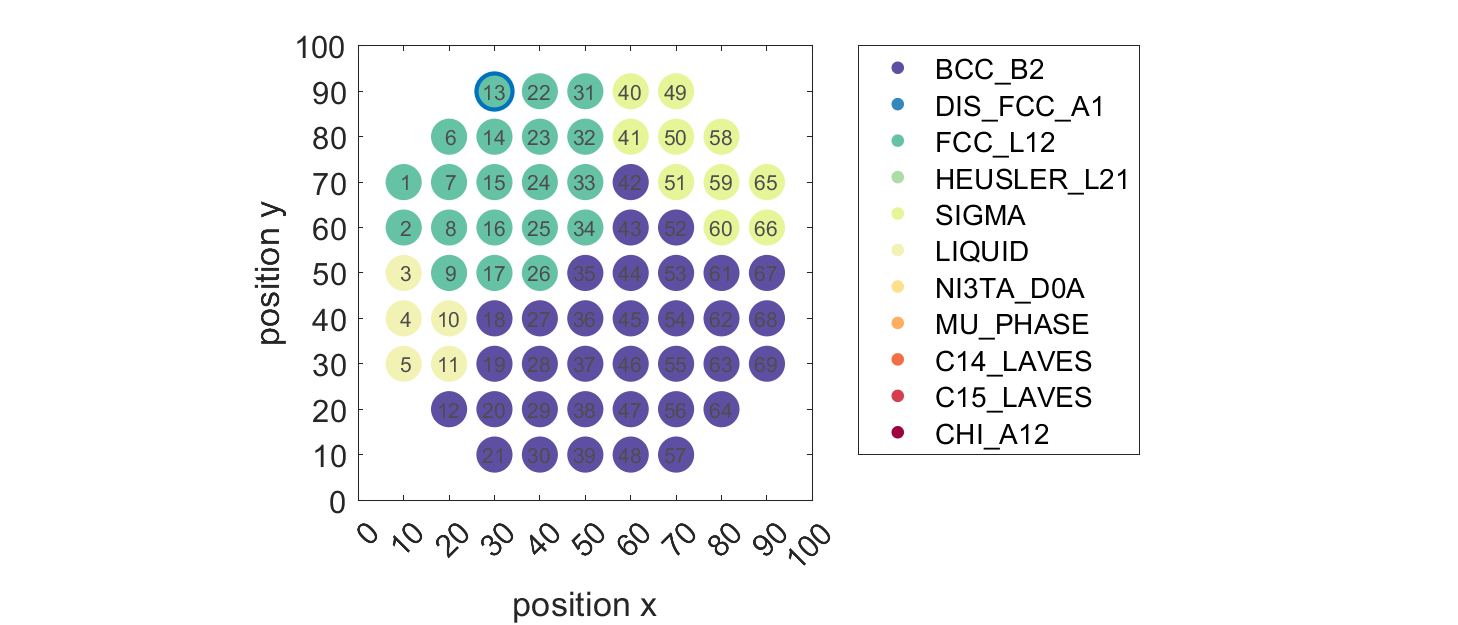 100
90
80
70
60
50
40
30
20
10
0
13 22 31 40 49
6 14 23 32 41 50 58
1 7 15 24 33 42 51 59 65
2 8 16 25 34 43 52 60 66
3 9 17 26 35 44 53 61 67
4 10 18 27 36 45 54 62 68
5 11 19 28 37 46 55 63 69
12 20 29 38 47 56 64
21 30 39 48 57
0 10 20 30 40 50 60 70 80 90 100
position x
position y
BCC_B2
DIS_FCC_A1
FCC_L12
HEUSLER_L21
SIGMA
LIQUID
NI3TA_D0A
MU_PHASE
C14_LAVES
C15_LAVES
CHI_A12